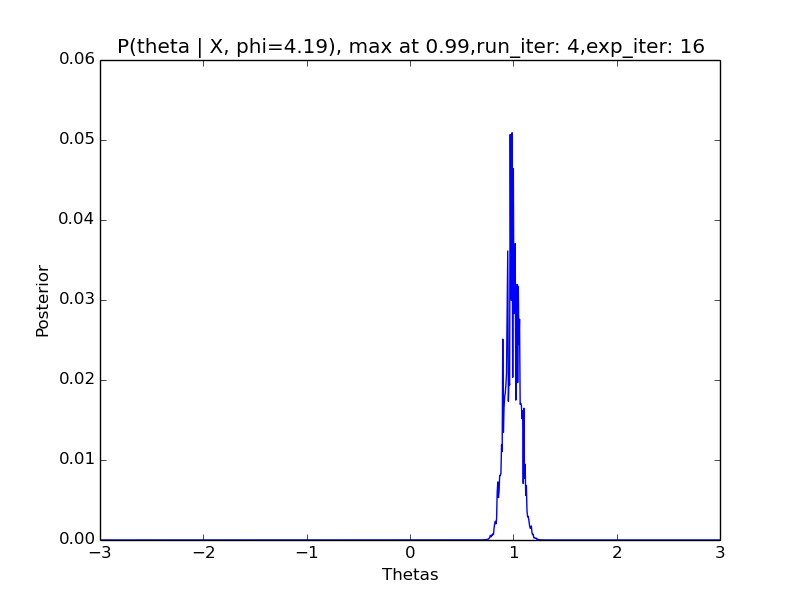 P(theta | X, phi=4.19), max at 0.99,run_iter: 4,exp_iter: 16
0.06
0.05
0.04
0.03
0.02
0.01
0.00
Posterior
−3 −2 −1 0 1 2 3
Thetas